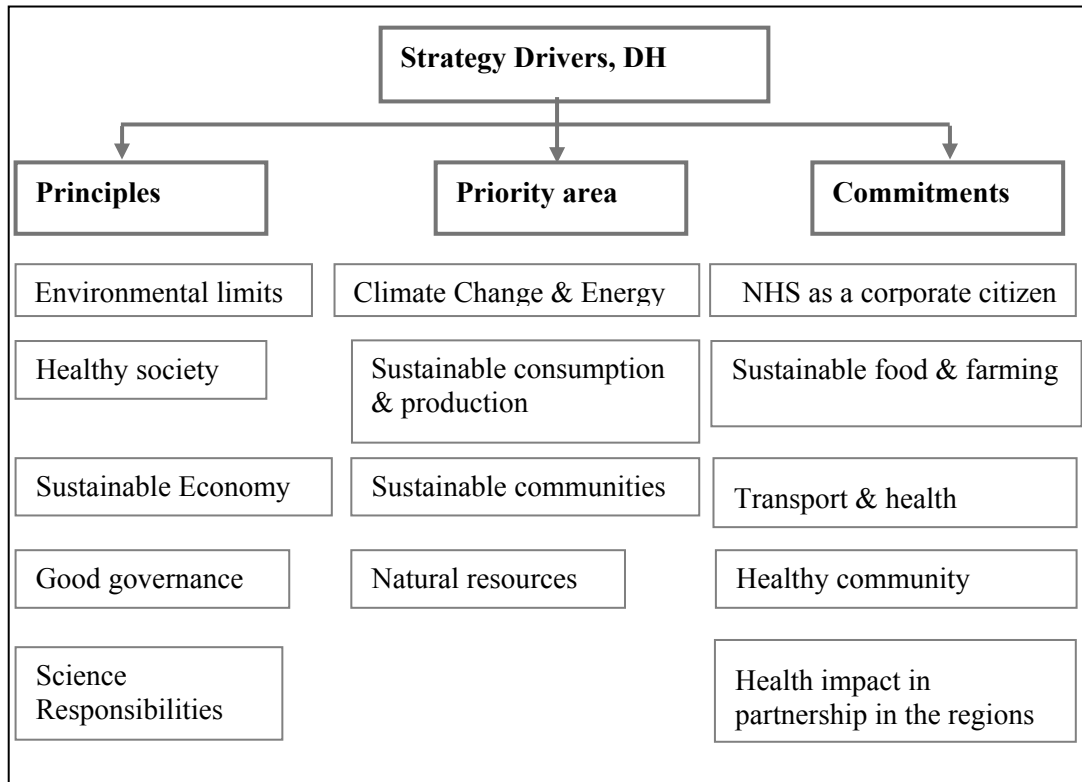 Strategy Drivers, DH
Principles
Priority area
Commitments
Environmental limits
Climate Change & Energy
NHS as a corporate citizen
Healthy society
Sustainable consumption
& production
Sustainable food & farming
Sustainable Economy
Sustainable communities
Transport & health
Good governance
Natural resources
Healthy community
Science
Responsibilities
Health impact in
partnership in the regions